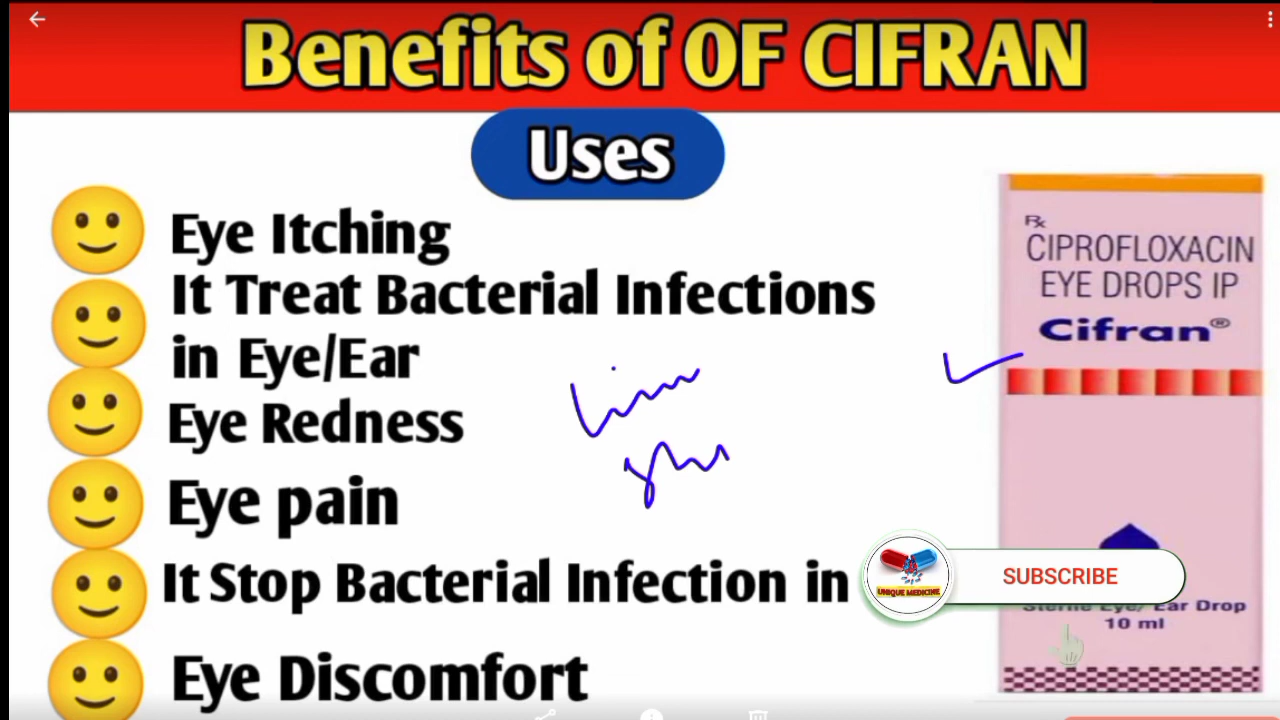 Benefits of OF CIFRAN
Uses
Eye Itching
It Treat Bacterial Infections
in Eye/Ear
Eye Redness
Eye pain
It Stop Bacterial Infection in
Eye Discomfort
Rx
CIPROFLOXACIN
EYE DROPS IP
Cifran®
UNIQUE MEDICINE
SUBSCRIBE
Sterile Eye/ Ear Drop
10 ml